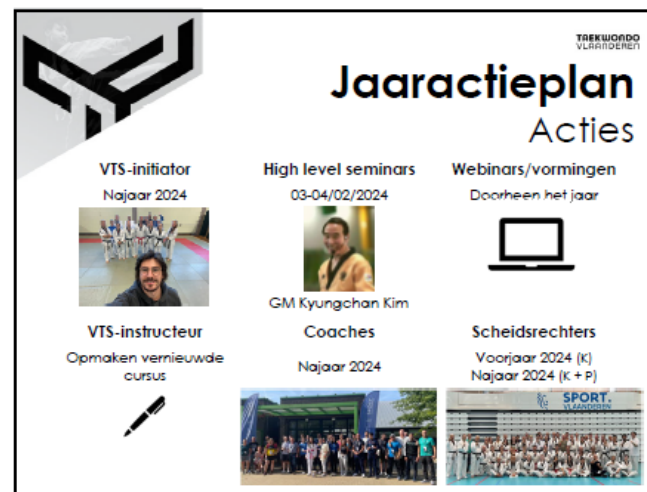 TAEKWONDO
VLAANDEREN
Jaaractieplan
Acties
VTS-initiator
Najaar 2024
High level seminars
03-04/02/2024
GM Kyungchan Kim
Webinars/vormingen
Doorheen het jaar
VTS-instructeur
Opmaken vernieuwde
cursus
Coaches
Najaar 2024
Scheidsrechters
Voorjaar 2024 (K)
Najaar 2024 (K + P)
SPORT.
VLAANDEREN